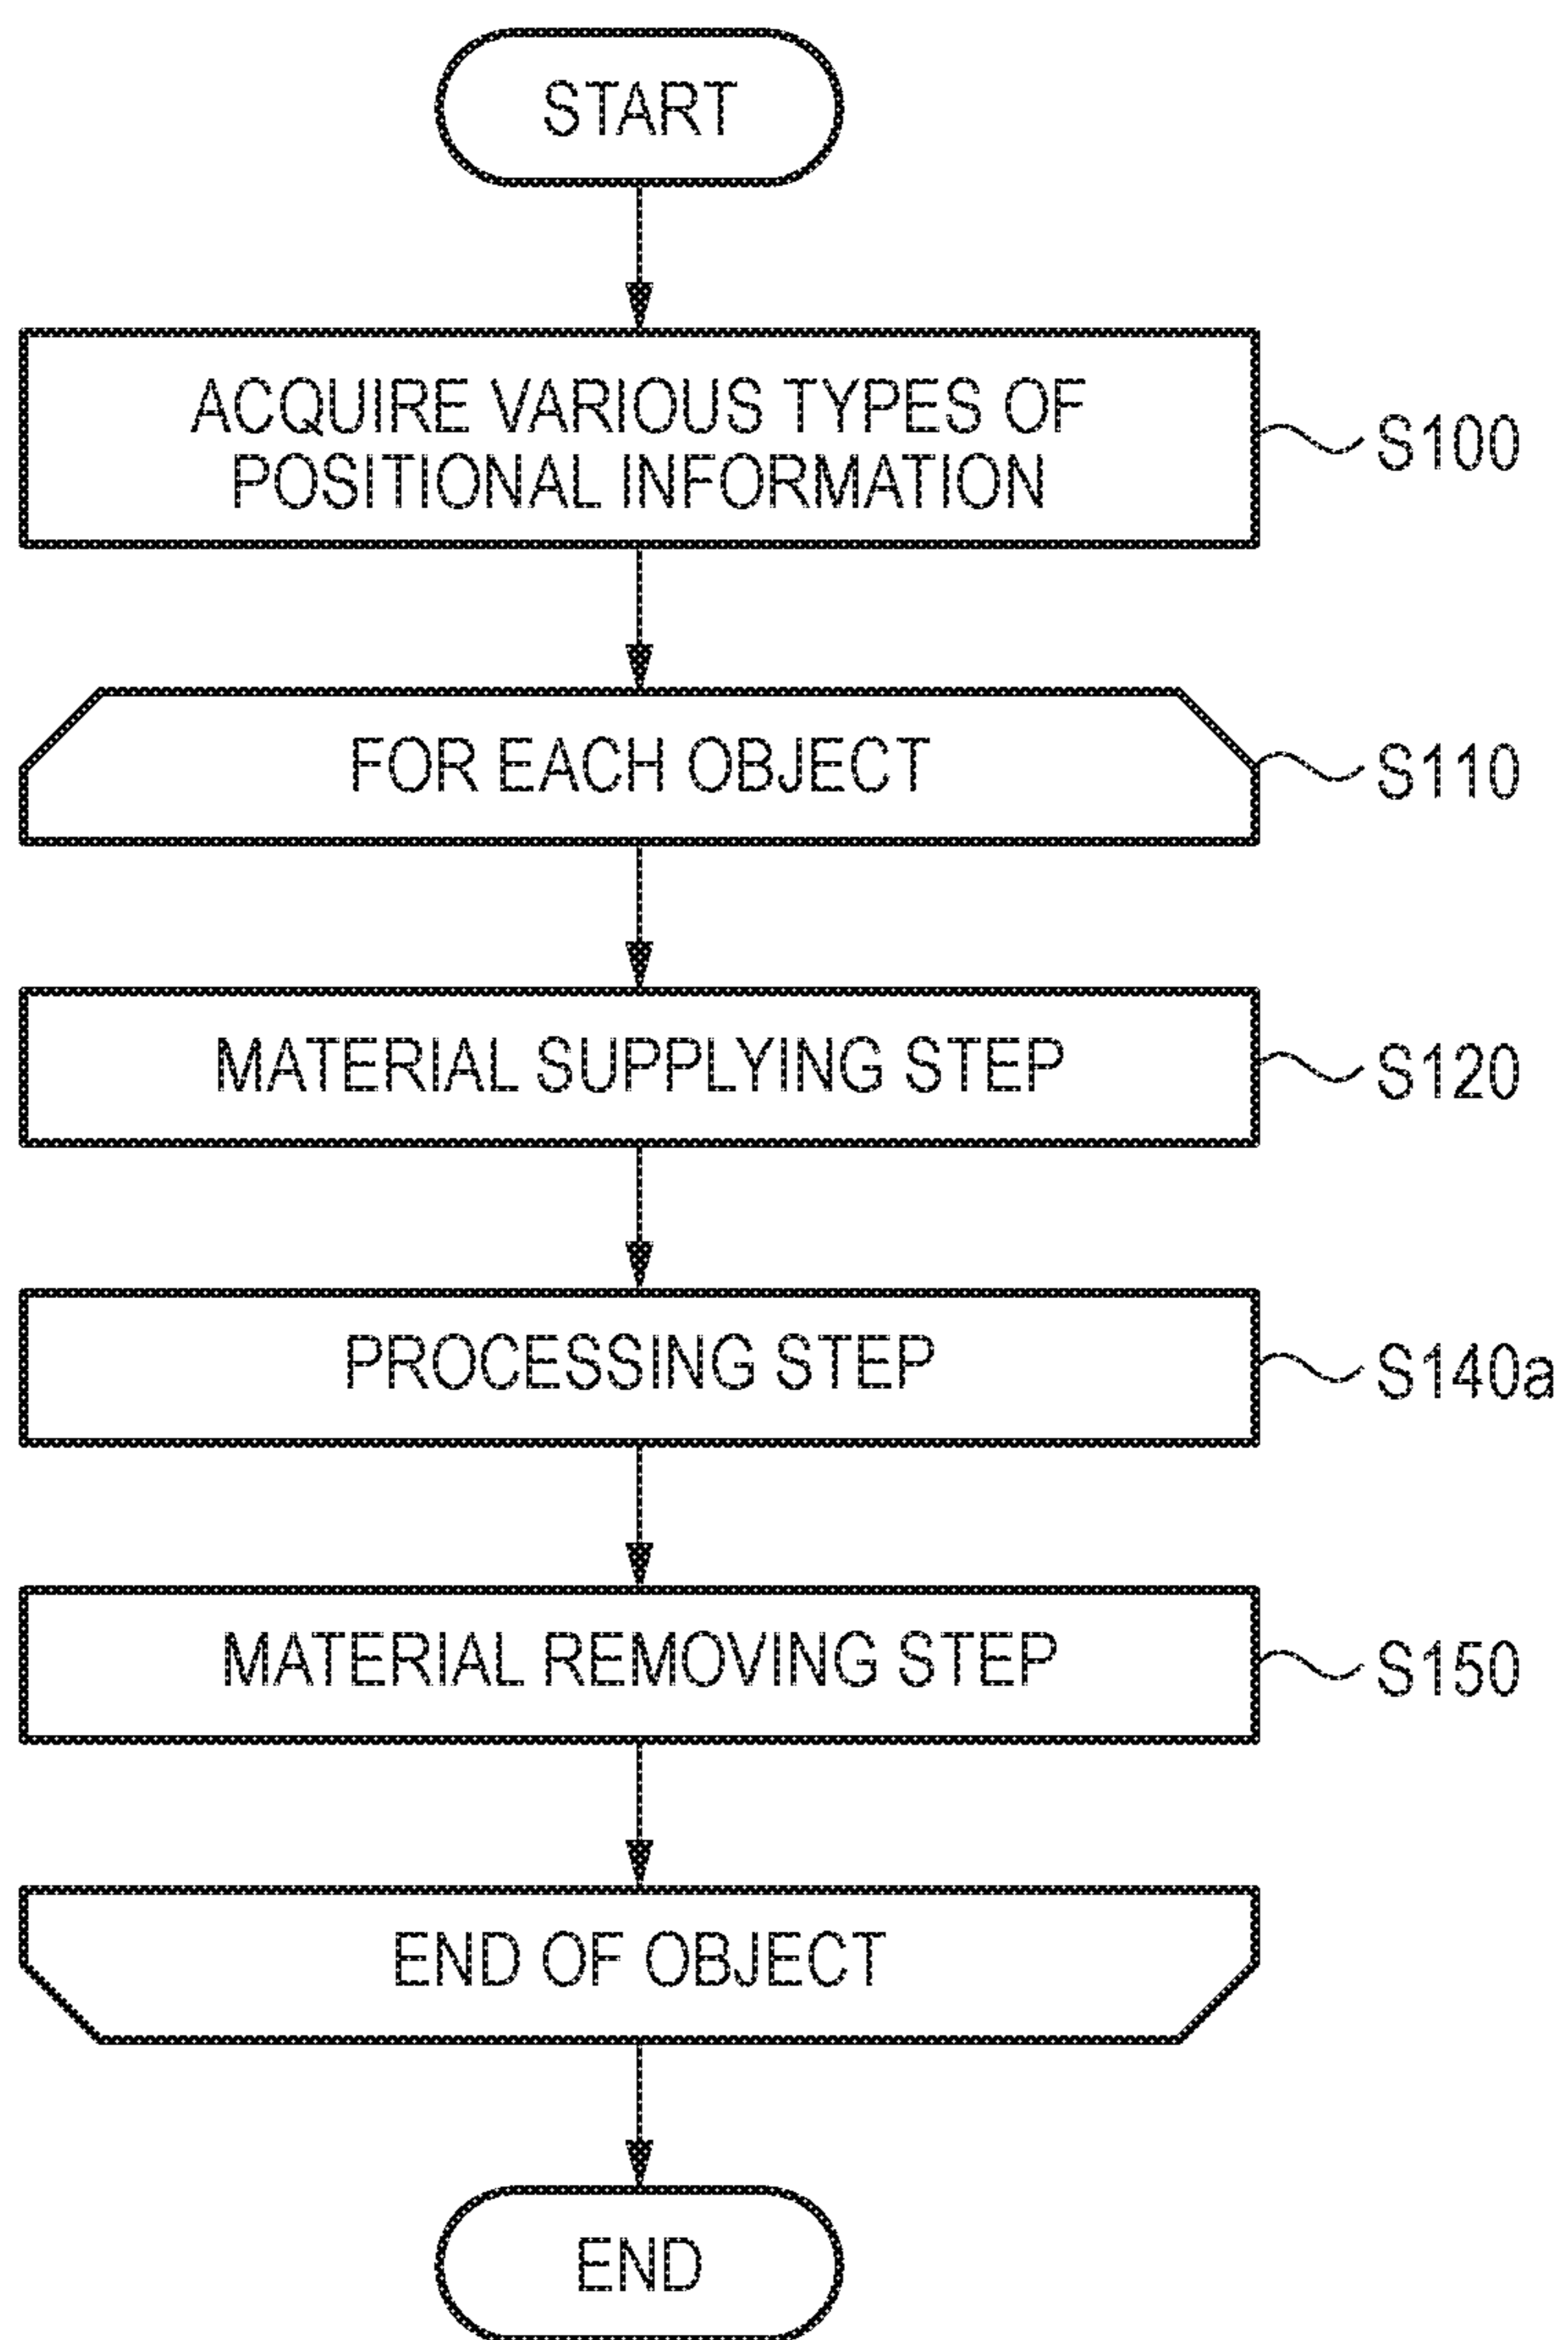 START
ACQUIRE VARIOUS TYPES OF
POSITIONAL INFORMATION
S100
FOR EACH OBJECT
S110
MATERIAL SUPPLYING STEP
S120
PROCESSING STEP
S140a
MATERIAL REMOVING STEP
S150
END OF OBJECT
END